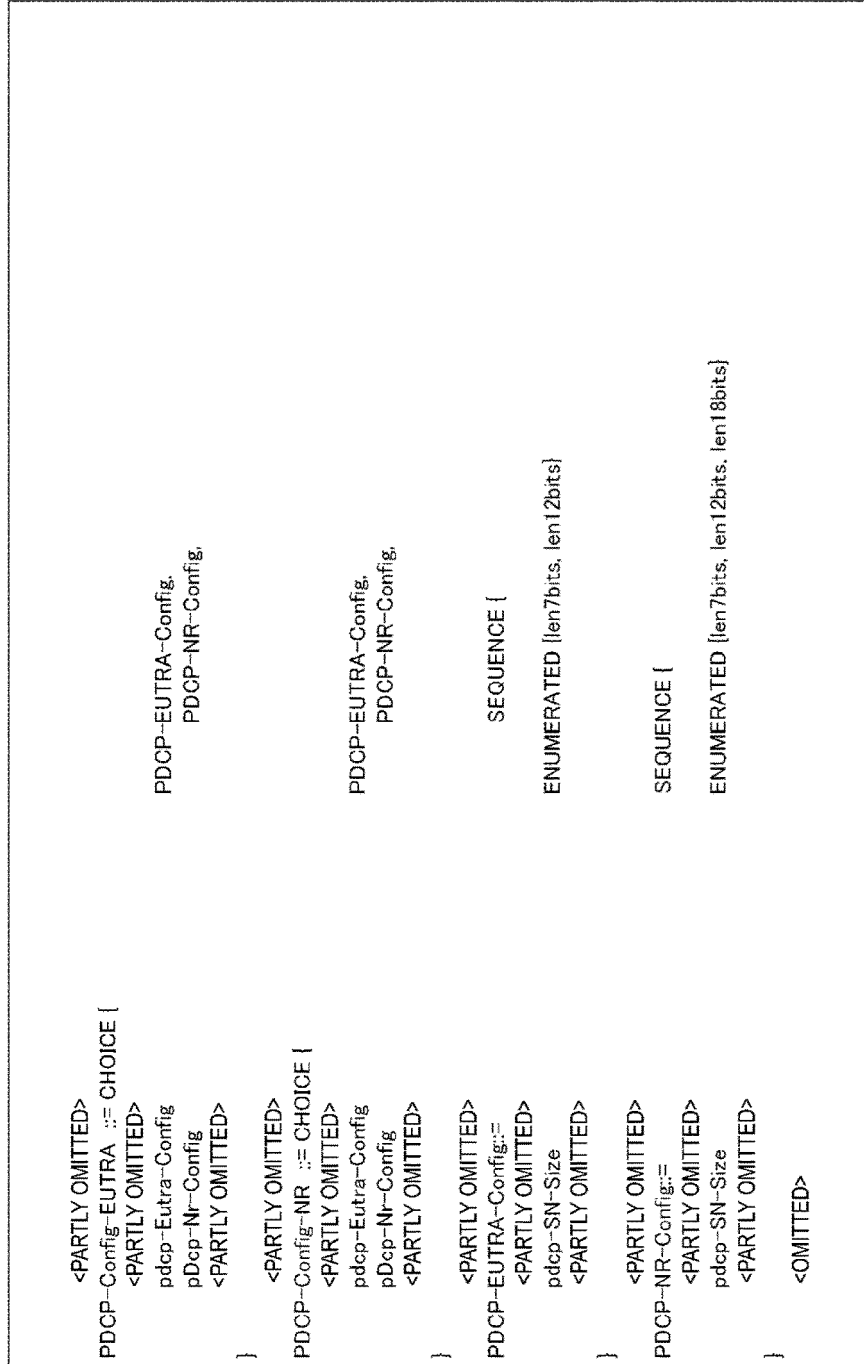 <PARTLY OMITTED>
PDCP-Config-EUTRA ::= CHOICE {
<PARTLY OMITTED>
pdcp-Eutra-Config PDCP-EUTRA-Config,
pDcp-Nr-Config PDCP-NR-Config,
<PARTLY OMITTED>
}
<PARTLY OMITTED>
PDCP-Config-NR ::= CHOICE {
<PARTLY OMITTED>
pdcp-Eutra-Config PDCP-EUTRA-Config,
pDcp-Nr-Config PDCP-NR-Config,
<PARTLY OMITTED>
}
<PARTLY OMITTED>
PDCP-EUTRA-Config::= SEQUENCE {
<PARTLY OMITTED>
pdcp-SN-Size ENUMERATED {len7bits, len12bits}
<PARTLY OMITTED>
}
<PARTLY OMITTED>
PDCP-NR-Config::= SEQUENCE {
<PARTLY OMITTED>
pdcp-SN-Size ENUMERATED {len7bits, len12bits, len18bits}
<PARTLY OMITTED>
}
<OMITTED>